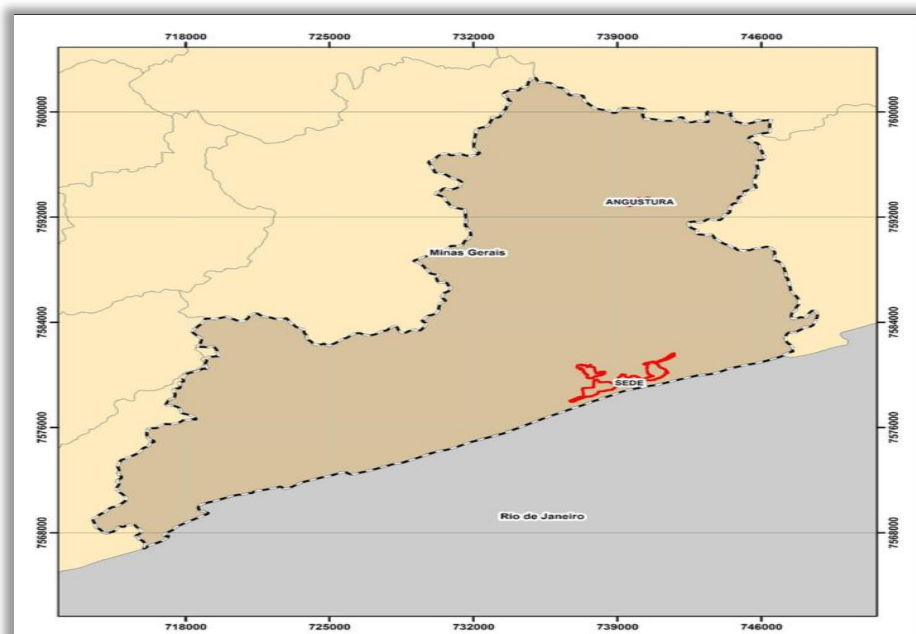 718000 725000 732000 739000 746000
7600000 7600000
ANGUSTURA
7592000 7592000
Minas Gerais
7584000 7584000
SEDE
7576000 7576000
Rio de Janeiro
7568000 7568000
718000 725000 732000 739000 746000